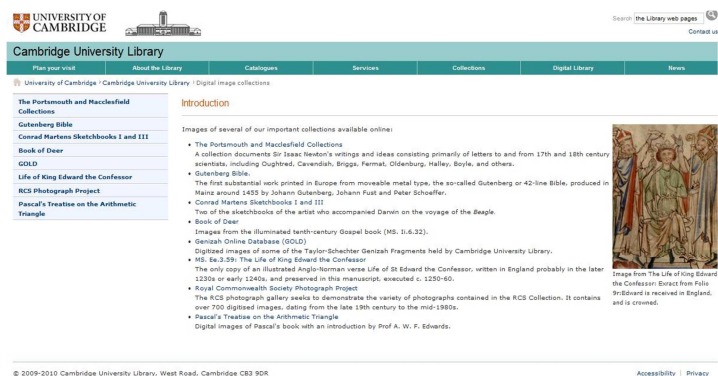 UNIVERSITY OF
CAMBRIDGE
Search the Library web pages
Contact us
Cambridge University Library
Plan your visit About the Library Catalogues Services Collections Digital Library News
University of Cambridge > Cambridge University Library > Digital image collections
The Portsmouth and Macclesfield
Collections
Gutenberg Bible
Conrad Martens Sketchbooks I and III
Book of Deer
GOLD
Life of King Edward the Confessor
RCS Photograph Project
Pascal's Treatise on the Arithmetic
Triangle
Introduction
Images of several of our important collections available online:
• The Portsmouth and Macclesfield Collections
A collection documents Sir Isaac Newton's writings and ideas consisting primarily of letters to and from 17th and 18th century
scientists, including Oughtred, Cavendish, Briggs, Fermat, Oldenburg, Halley, Boyle, and others.
• Gutenberg Bible.
The first substantial work printed in Europe from moveable metal type, the so-called Gutenberg or 42-line Bible, produced in
Mainz around 1455 by Johann Gutenberg, Johann Fust and Peter Schoeffer.
• Conrad Martens Sketchbooks I and III
Two of the sketchbooks of the artist who accompanied Darwin on the voyage of the Beagle.
• Book of Deer
Images from the illuminated tenth-century Gospel book (MS. Ii.6.32).
• Genizah Online Database (GOLD)
Digitized images of some of the Taylor-Schechter Genizah Fragments held by Cambridge University Library.
• MS. Ee.3.59: The Life of King Edward the Confessor
The only copy of an illustrated Anglo-Norman verse Life of St Edward the Confessor, written in England probably in the later
1230s or early 1240s, and preserved in this manuscript, executed c. 1250-60.
• Royal Commonwealth Society Photograph Project
The RCS photograph gallery seeks to demonstrate the variety of photographs contained in the RCS Collection. It contains
over 700 digitised images, dating from the late 19th century to the mid-1980s.
• Pascal's Treatise on the Arithmetic Triangle
Digital images of Pascal's book with an introduction by Prof A. W. F. Edwards.
Image from The Life of King Edward
the Confessor: Exract from Folio
9r:Edward is received in England,
and is crowned.
© 2009-2010 Cambridge University Library, West Road, Cambridge CB3 9DR
Accessibility | Privacy